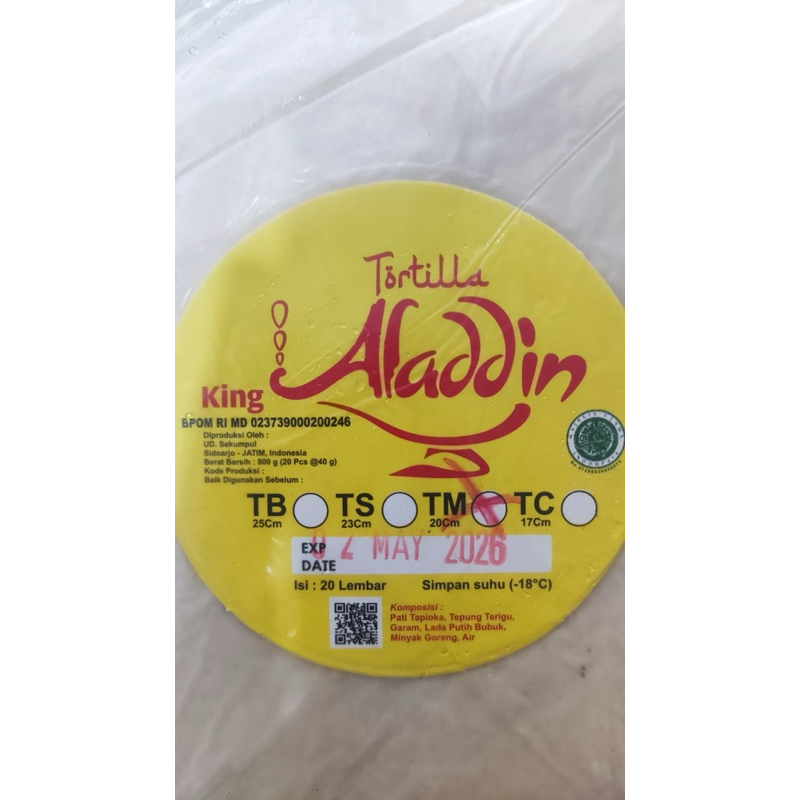 Törtilla
Aladdin
King
BPOM RI MD 023739000200246
Diproduksi Oleh :
UD. Sekumpul
Sidoarjo - JATIM, Indonesia
Berat Bersih : 800 g (20 Pcs @40 g)
Kode Produksi :
Baik Digunakan Sebelum :
TB TS TM TC
25Cm 23Cm 20Cm 17Cm
EXP DATE
02 MAY 2026
Isi : 20 Lembar Simpan suhu (-18°C)
Komposisi :
Pati Tapioka, Tepung Terigu,
Garam, Lada Putih Bubuk,
Minyak Goreng, Air